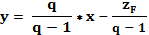 y = q/(q − 1) * x − z_F/(q − 1)